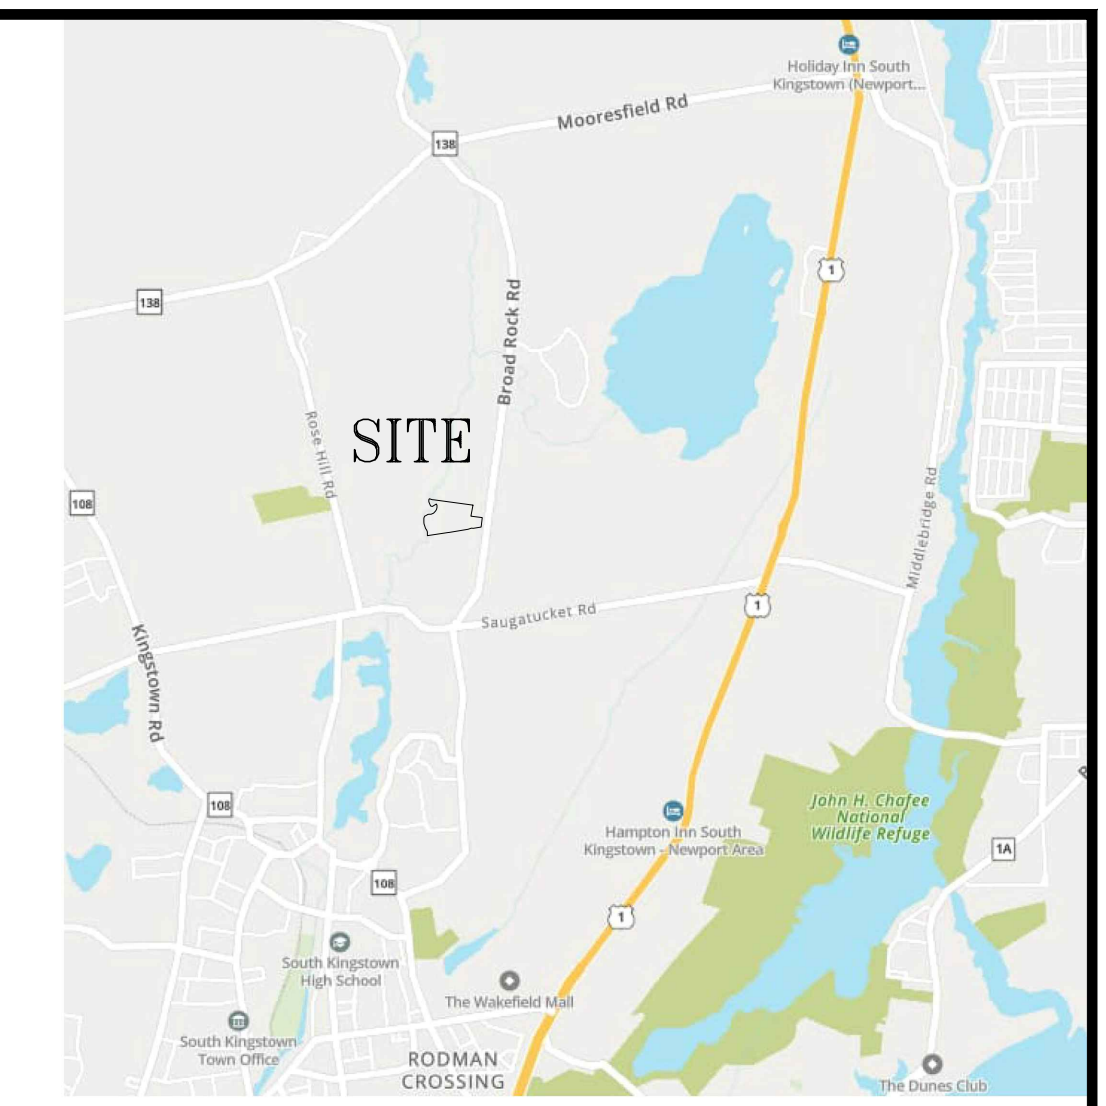 Holiday Inn South
Kingstown (Newport...
Mooresfield Rd
138
1
138
Broad Rock Rd
SITE
Rose Hill Rd
108
Middlebridge Rd
1
Saugatucket Rd
Kingstown Rd
108
John H. Chafee
National
Wildlife Refuge
Hampton Inn South
Kingstown - Newport Area
1A
108
1
South Kingstown
High School
The Wakefield Mall
South Kingstown
Town Office
RODMAN
CROSSING
The Dunes Club